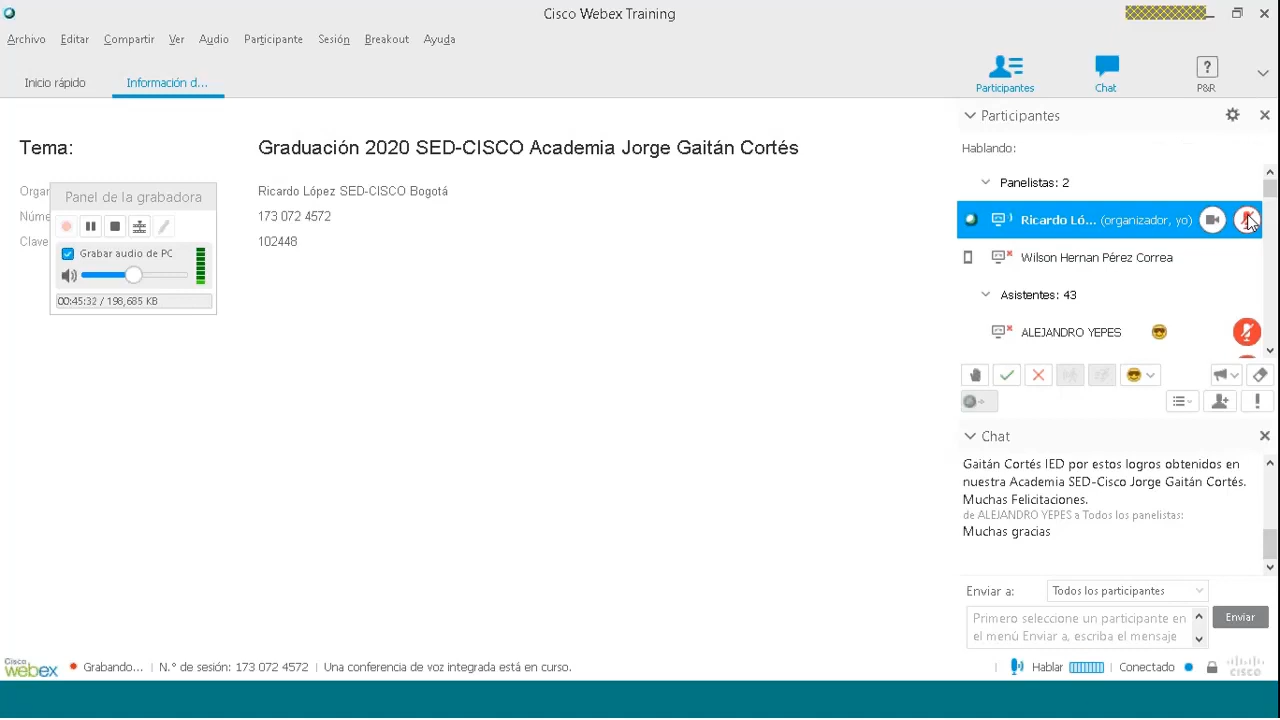 Cisco Webex Training
Archivo Editar Compartir Ver Audio Participante Sesión Breakout Ayuda
Participantes Chat P&R
Inicio rápido Información d...
Participantes
Tema: Graduación 2020 SED-CISCO Academia Jorge Gaitán Cortés
Hablando:
Organ Ricardo López SED-CISCO Bogotá
Núme 173 072 4572
Clave 102448
Panel de la grabadora
Grabar audio de PC
00:45:32 / 198,685 KB
Panelistas: 2
Ricardo Ló... (organizador, yo)
Wilson Hernan Pérez Correa
Asistentes: 43
ALEJANDRO YEPES
Chat
Gaitán Cortés IED por estos logros obtenidos en
nuestra Academia SED-Cisco Jorge Gaitán Cortés.
Muchas Felicitaciones.
de ALEJANDRO YEPES a Todos los panelistas:
Muchas gracias
Enviar a: Todos los participantes
Primero seleccione un participante en
el menú Enviar a, escriba el mensaje
Enviar
Cisco webex Grabando... N.° de sesión: 173 072 4572 Una conferencia de voz integrada está en curso. Hablar Conectado CISCO